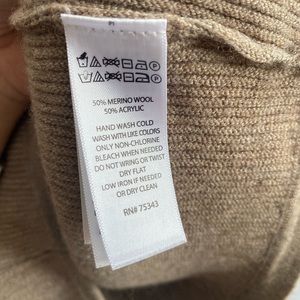 50% MERINO WOOL
50% ACRYLIC
HAND WASH COLD
WASH WITH LIKE COLORS
ONLY NON-CHLORINE
BLEACH WHEN NEEDED
DO NOT WRING OR TWIST
DRY FLAT
LOW IRON IF NEEDED
OR DRY CLEAN
RN# 75343